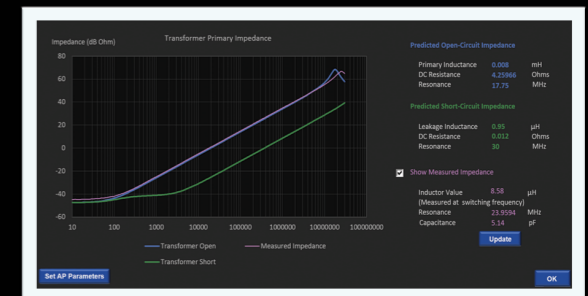 Impedance (dB Ohm)
Transformer Primary Impedance
80
60
40
20
0
-20
-40
-60
10
100
1000
10000
100000
1000000
10000000
100000000
Transformer Open
Measured Impedance
Transformer Short
Set AP Parameters
Predicted Open-Circuit Impedance
Primary Inductance 0.008 mH
DC Resistance 4.25966 Ohms
Resonance 17.75 MHz
Predicted Short-Circuit Impedance
Leakage Inductance 0.95 µH
DC Resistance 0.012 Ohms
Resonance 30 MHz
Show Measured Impedance
Inductor Value 8.58 µH
(Measured at switching frequency)
Resonance 23.9594 MHz
Capacitance 5.14 pF
Update
OK